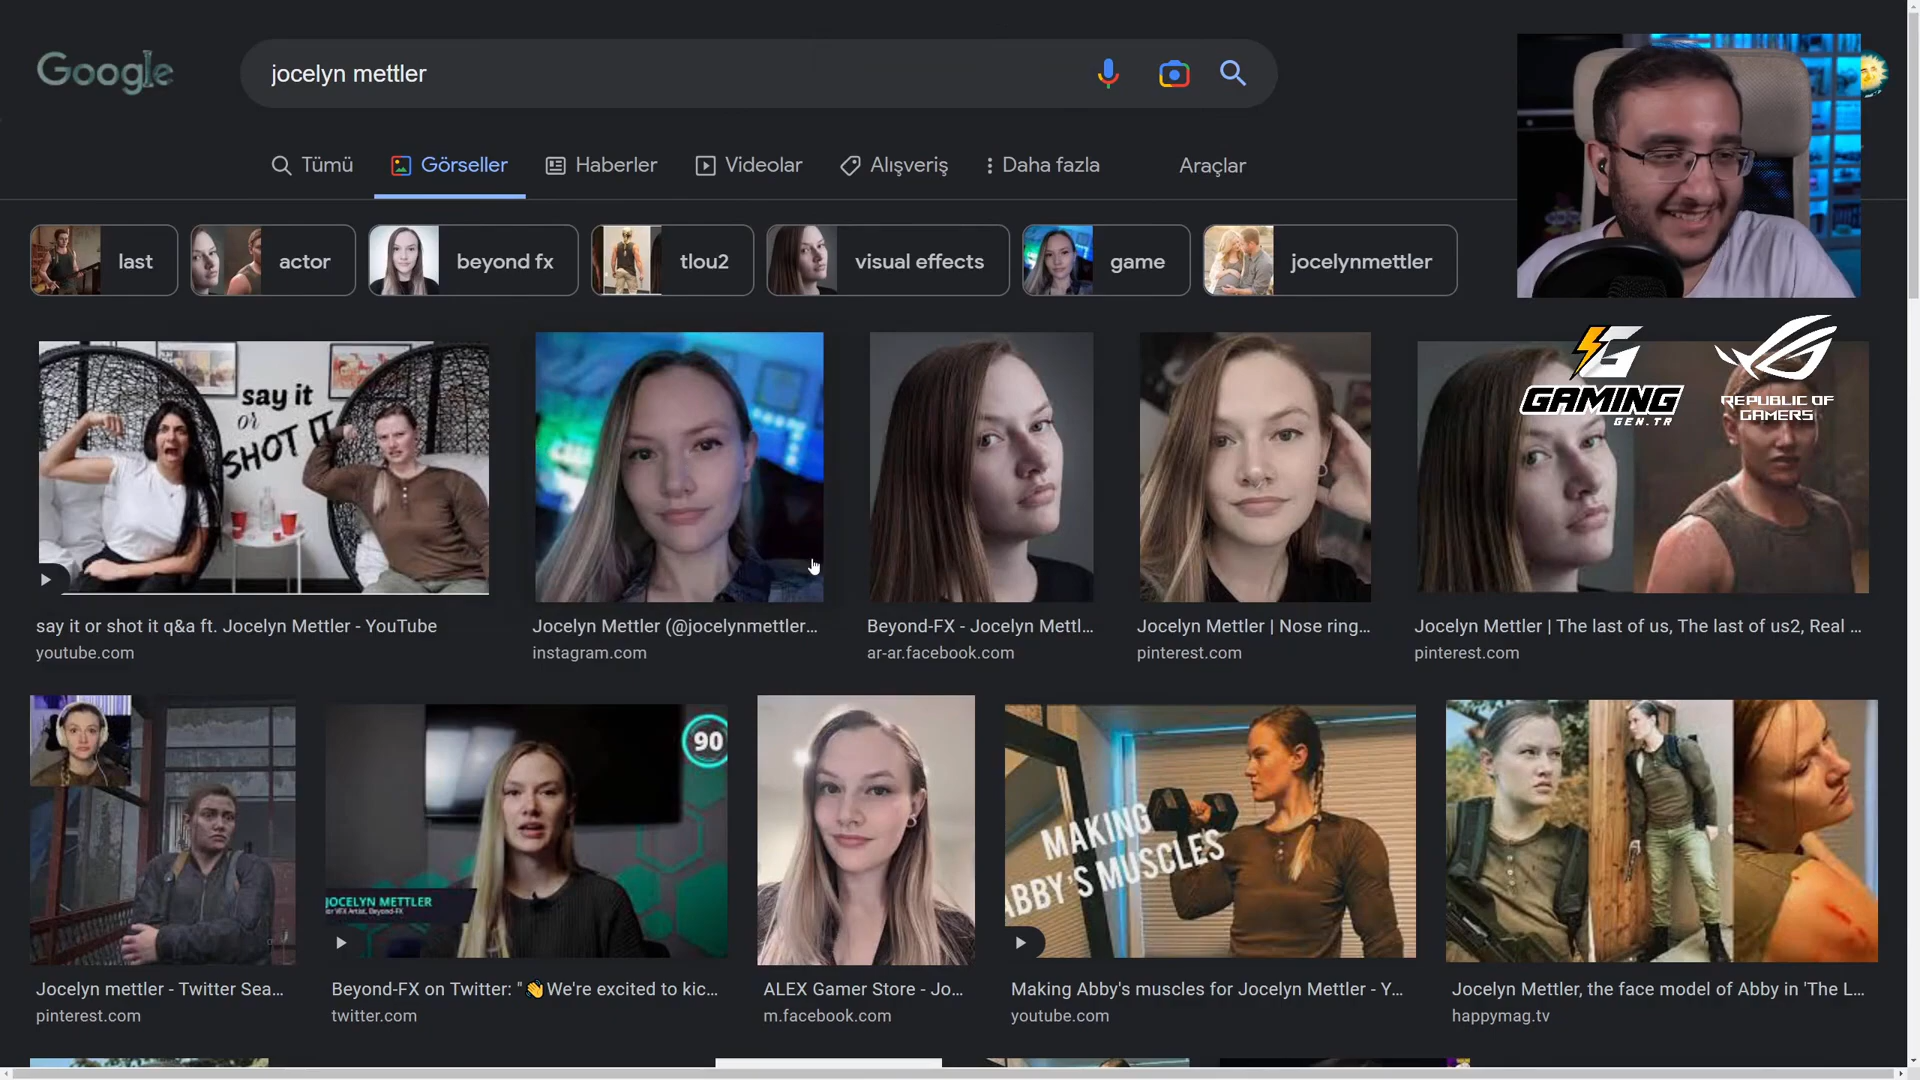 Google
jocelyn mettler
Tümü
Görseller
Haberler
Videolar
Alışveriş
Daha fazla
Araçlar
last
actor
beyond fx
tlou2
visual effects
game
jocelynmettler
say it
or
SHOT IT
GAMING
GEN.TR
REPUBLIC OF
GAMERS
say it or shot it q&a ft. Jocelyn Mettler - YouTube
youtube.com
Jocelyn Mettler (@jocelynmettler...
instagram.com
Beyond-FX - Jocelyn Mettl...
ar-ar.facebook.com
Jocelyn Mettler | Nose ring...
pinterest.com
Jocelyn Mettler | The last of us, The last of us2, Real ...
pinterest.com
90
JOCELYN METTLER
VFX Artist, Beyond-FX
MAKING
ABBY'S MUSCLES
Jocelyn mettler - Twitter Sea...
pinterest.com
Beyond-FX on Twitter: "👏We're excited to kic...
twitter.com
ALEX Gamer Store - Jo...
m.facebook.com
Making Abby's muscles for Jocelyn Mettler - Y...
youtube.com
Jocelyn Mettler, the face model of Abby in 'The L...
happymag.tv